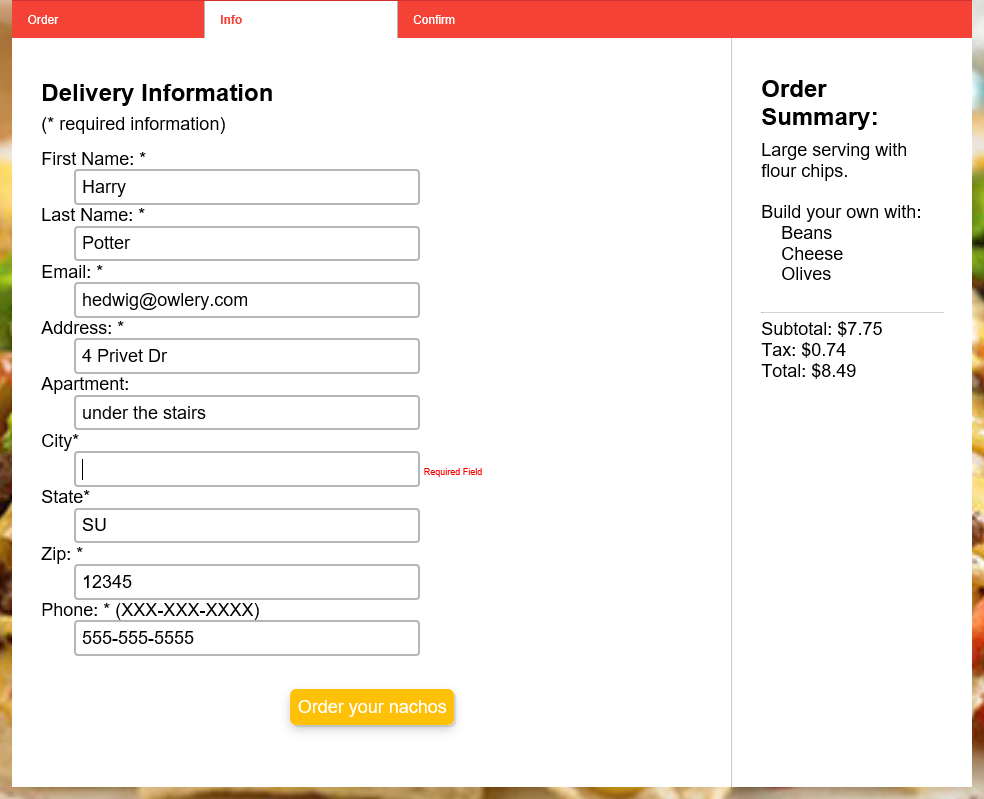 Order Info Confirm
Delivery Information
(* required information)
First Name: *
Harry
Last Name: *
Potter
Email: *
hedwig@owlery.com
Address: *
4 Privet Dr
Apartment:
under the stairs
City*
Required Field
State*
SU
Zip: *
12345
Phone: * (XXX-XXX-XXXX)
555-555-5555
Order your nachos
Order
Summary:
Large serving with
flour chips.
Build your own with:
Beans
Cheese
Olives
Subtotal: $7.75
Tax: $0.74
Total: $8.49